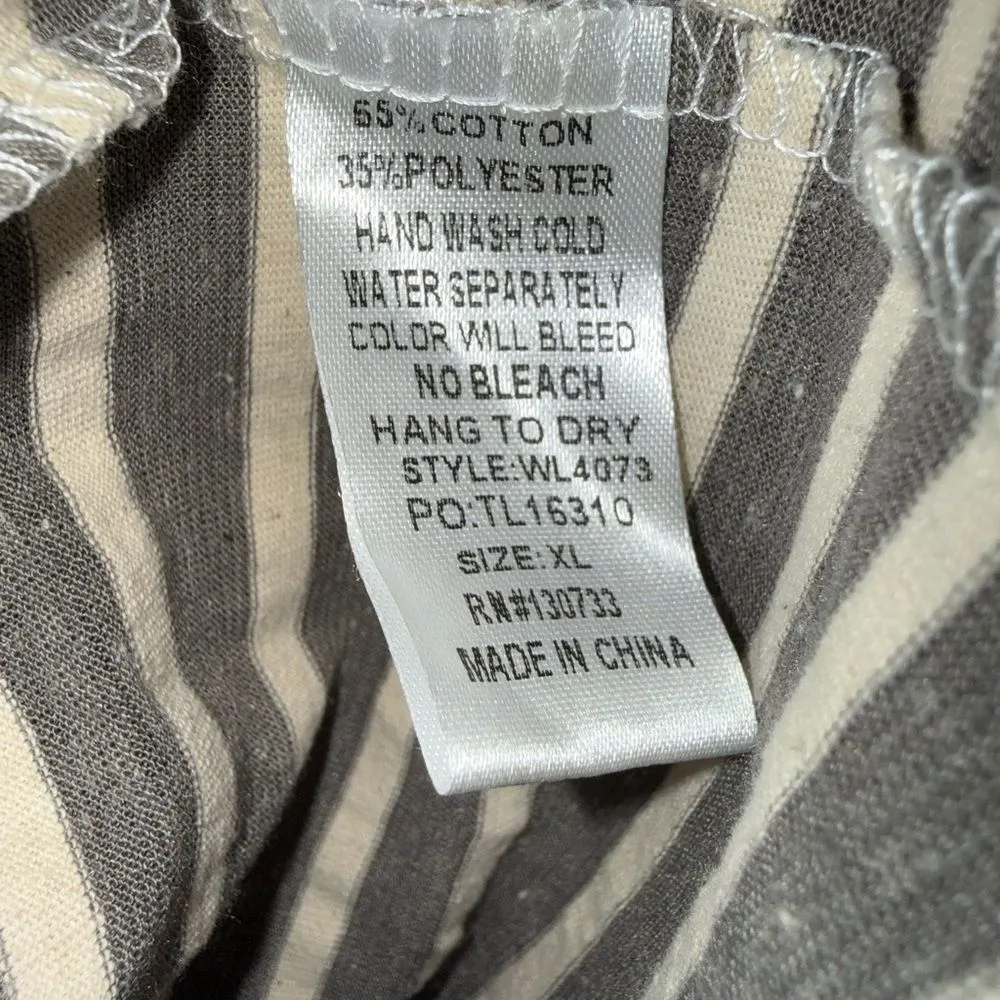 65%COTTON
35%POLYESTER
HAND WASH COLD
WATER SEPARATELY
COLOR WILL BLEED
NO BLEACH
HANG TO DRY
STYLE:WL4073
PO:TL16310
SIZE:XL
RN#130733
MADE IN CHINA